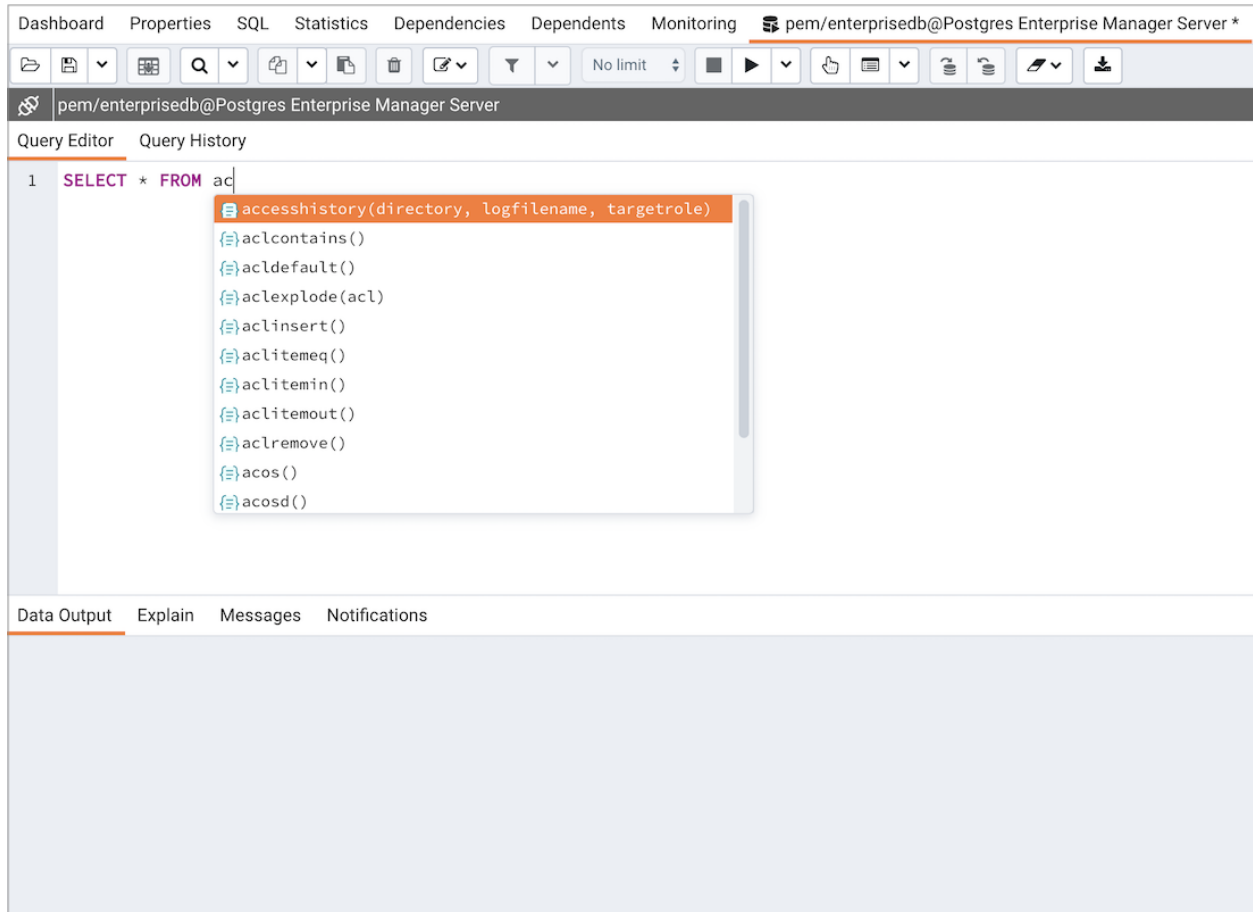 Dashboard Properties SQL Statistics Dependencies Dependents Monitoring pem/enterprisedb@Postgres Enterprise Manager Server *
No limit
pem/enterprisedb@Postgres Enterprise Manager Server
Query Editor Query History
1 SELECT * FROM ac
accesshistory(directory, logfilename, targetrole)
aclcontains()
acldefault()
aclexplode(acl)
aclinsert()
aclitemeq()
aclitemin()
aclitemout()
aclremove()
acos()
acosd()
Data Output Explain Messages Notifications